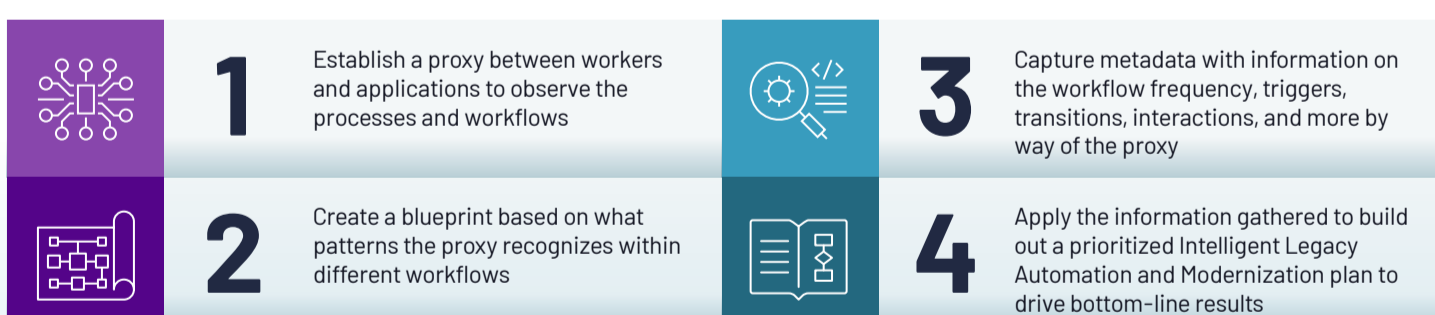 1
Establish a proxy between workers
and applications to observe the
processes and workflows
2
Create a blueprint based on what
patterns the proxy recognizes within
different workflows
3
Capture metadata with information on
the workflow frequency, triggers,
transitions, interactions, and more by
way of the proxy
4
Apply the information gathered to build
out a prioritized Intelligent Legacy
Automation and Modernization plan to
drive bottom-line results